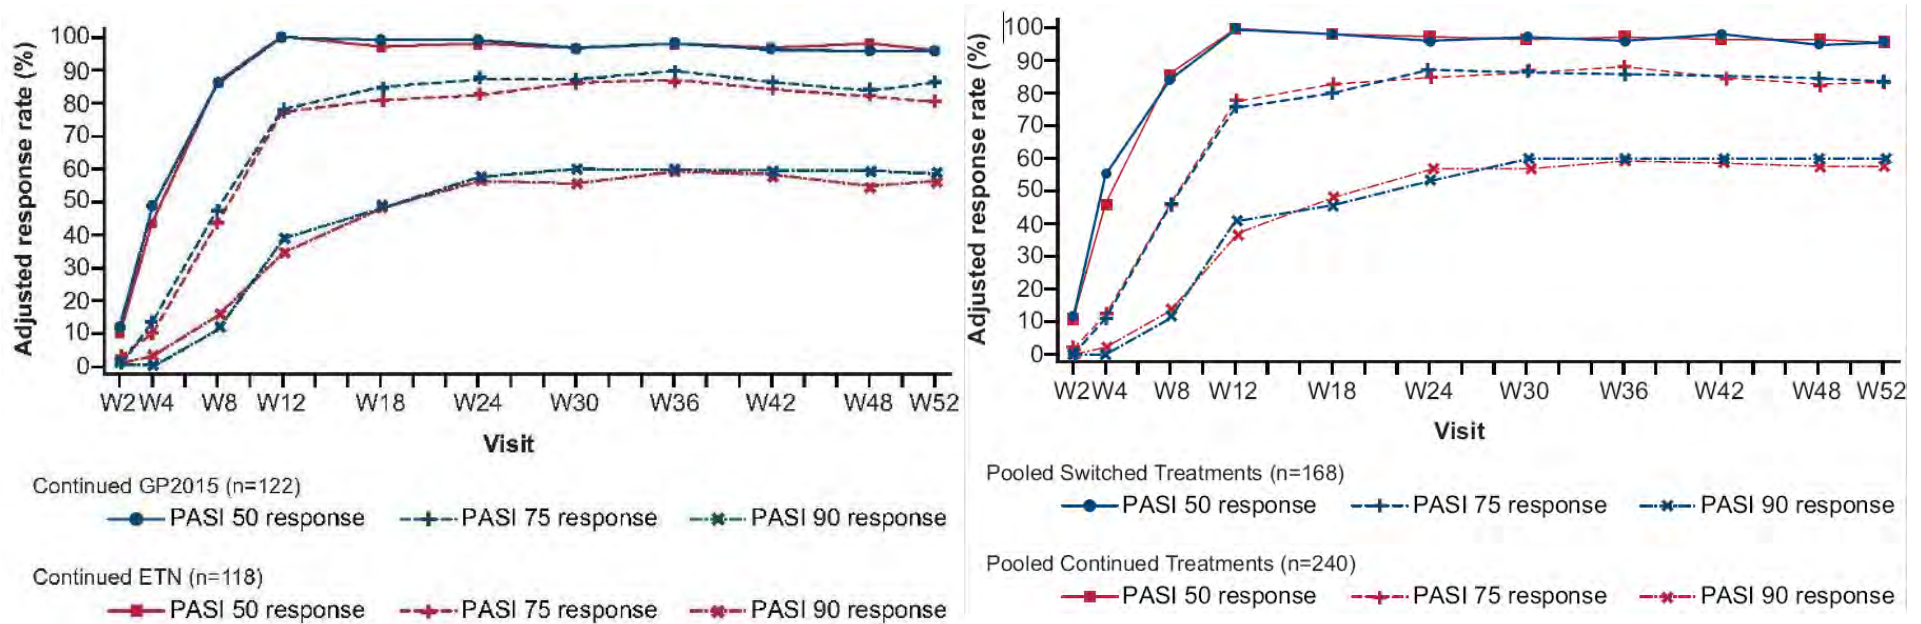 Adjusted response rate (%)
100
90
80
70
60
50
40
30
20
10
0
W2 W4 W8 W12 W18 W24 W30 W36 W42 W48 W52
Visit
Continued GP2015 (n=122)
PASI 50 response PASI 75 response PASI 90 response
Continued ETN (n=118)
PASI 50 response PASI 75 response PASI 90 response
Adjusted response rate (%)
100
90
80
70
60
50
40
30
20
10
0
W2 W4 W8 W12 W18 W24 W30 W36 W42 W48 W52
Visit
Pooled Switched Treatments (n=168)
PASI 50 response PASI 75 response PASI 90 response
Pooled Continued Treatments (n=240)
PASI 50 response PASI 75 response PASI 90 response